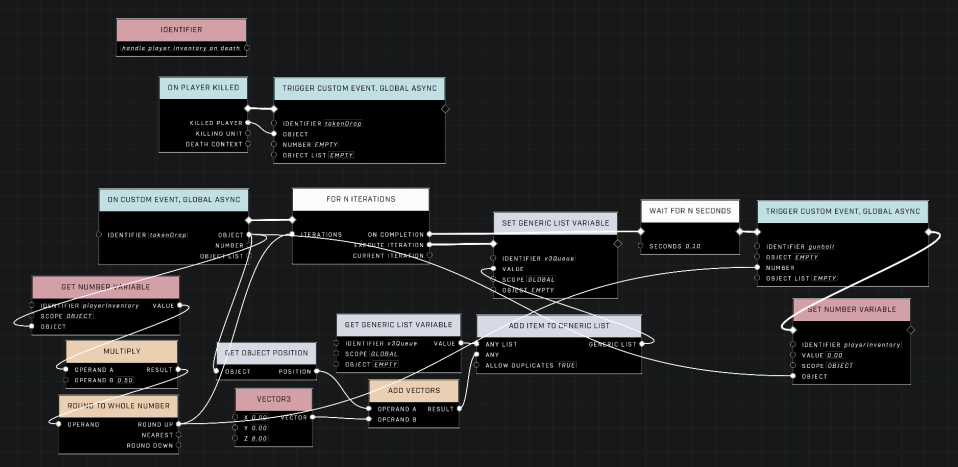 IDENTIFIER
handle player inventory on death
ON PLAYER KILLED
KILLED PLAYER
KILLING UNIT
DEATH CONTEXT
TRIGGER CUSTOM EVENT, GLOBAL ASYNC
IDENTIFIER tokenDrop
OBJECT
NUMBER EMPTY
OBJECT LIST EMPTY
ON CUSTOM EVENT, GLOBAL ASYNC
IDENTIFIER tokenDrop
OBJECT
NUMBER
OBJECT LIST
FOR N ITERATIONS
ITERATIONS
ON COMPLETION
EXECUTE ITERATION
CURRENT ITERATION
SET GENERIC LIST VARIABLE
IDENTIFIER v3Queue
VALUE
SCOPE GLOBAL
OBJECT EMPTY
WAIT FOR N SECONDS
SECONDS 0.10
TRIGGER CUSTOM EVENT, GLOBAL ASYNC
IDENTIFIER gunball
OBJECT EMPTY
NUMBER
OBJECT LIST EMPTY
GET NUMBER VARIABLE
IDENTIFIER playerInventory
VALUE
SCOPE OBJECT
OBJECT
MULTIPLY
OPERAND A
RESULT
OPERAND B 0.50
ROUND TO WHOLE NUMBER
OPERAND
ROUND UP
NEAREST
ROUND DOWN
GET OBJECT POSITION
OBJECT
POSITION
VECTOR3
X 0.00
VECTOR
Y 0.00
Z 8.00
GET GENERIC LIST VARIABLE
IDENTIFIER v3Queue
VALUE
SCOPE GLOBAL
OBJECT EMPTY
ADD VECTORS
OPERAND A
RESULT
OPERAND B
ADD ITEM TO GENERIC LIST
ANY LIST
GENERIC LIST
ANY
ALLOW DUPLICATES TRUE
SET NUMBER VARIABLE
IDENTIFIER playerInventory
VALUE 0.00
SCOPE OBJECT
OBJECT